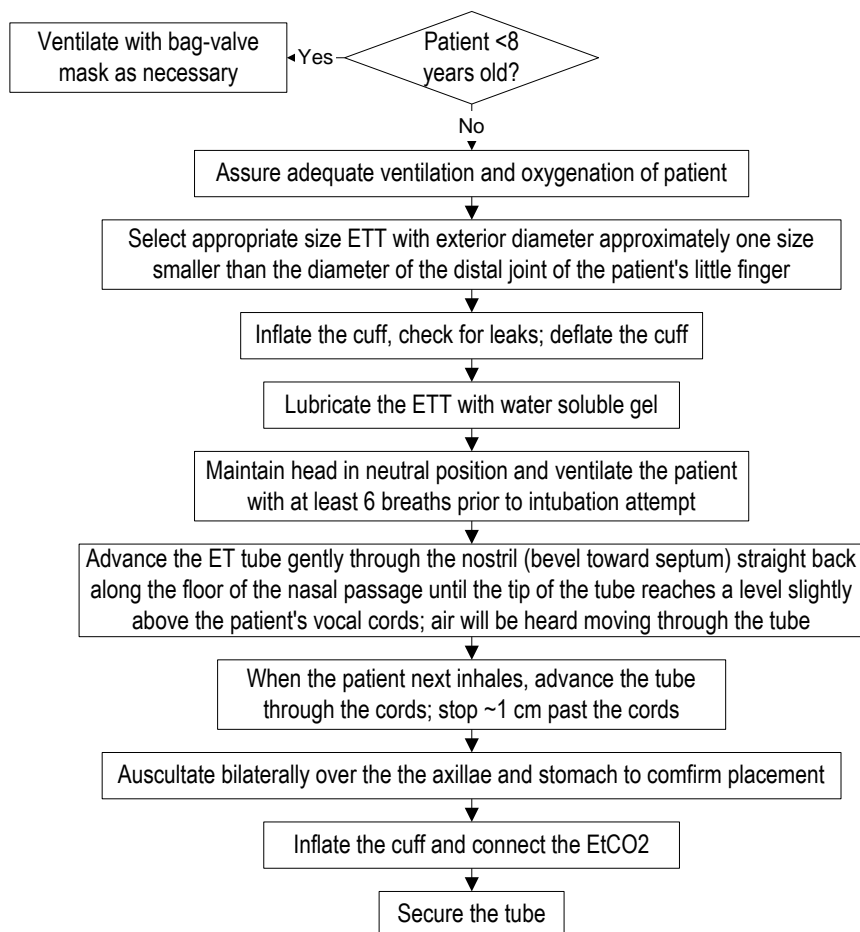 Patient <8
years old?
Yes
Ventilate with bag-valve
mask as necessary
No
Assure adequate ventilation and oxygenation of patient
Select appropriate size ETT with exterior diameter approximately one size
smaller than the diameter of the distal joint of the patient's little finger
Inflate the cuff, check for leaks; deflate the cuff
Lubricate the ETT with water soluble gel
Maintain head in neutral position and ventilate the patient
with at least 6 breaths prior to intubation attempt
Advance the ET tube gently through the nostril (bevel toward septum) straight back
along the floor of the nasal passage until the tip of the tube reaches a level slightly
above the patient's vocal cords; air will be heard moving through the tube
When the patient next inhales, advance the tube
through the cords; stop ~1 cm past the cords
Auscultate bilaterally over the the axillae and stomach to comfirm placement
Inflate the cuff and connect the EtCO2
Secure the tube